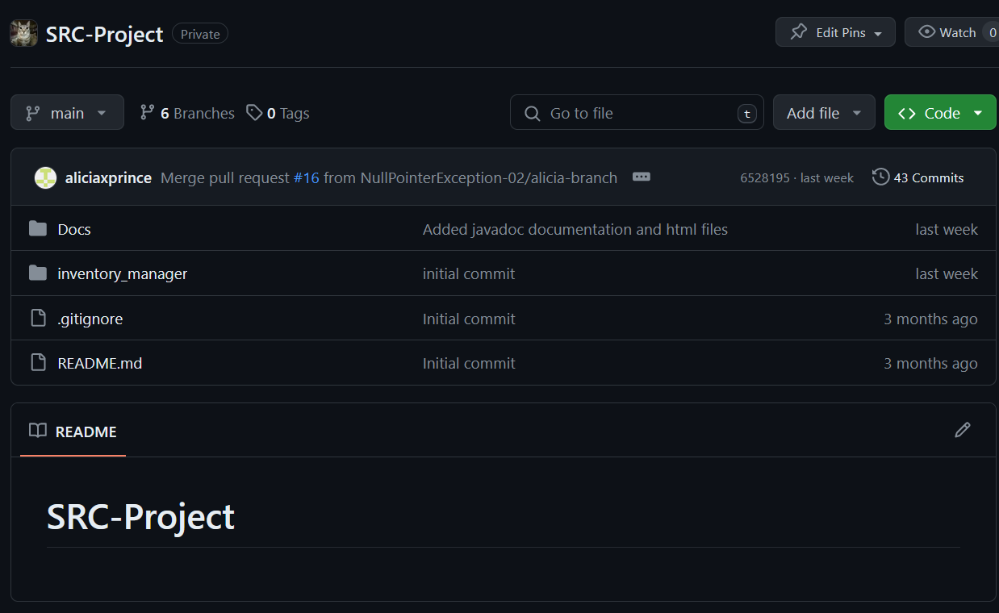 SRC-Project Private Edit Pins Watch 0
main 6 Branches 0 Tags Go to file t Add file Code
aliciaxprince Merge pull request #16 from NullPointerException-02/alicia-branch 6528195 · last week 43 Commits
Docs Added javadoc documentation and html files last week
inventory_manager initial commit last week
.gitignore Initial commit 3 months ago
README.md Initial commit 3 months ago
README
SRC-Project